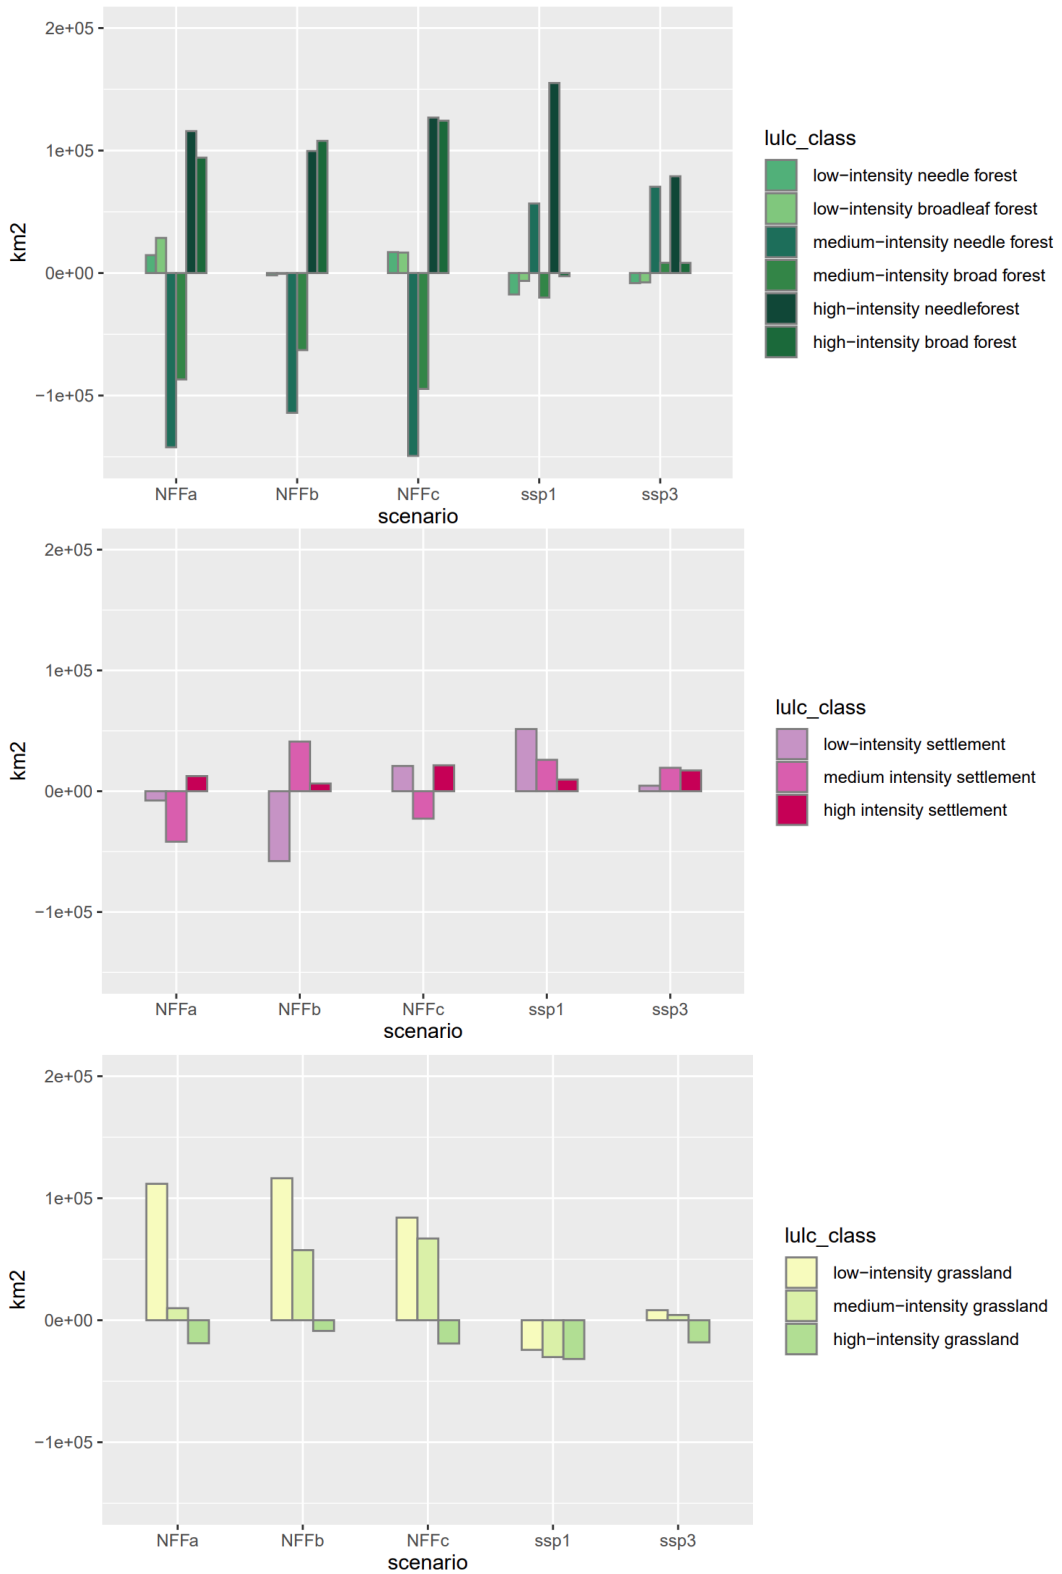 2e+05
1e+05
0e+00
−1e+05
km2
NFFa NFFb NFFc ssp1 ssp3
scenario
lulc_class
low−intensity needle forest
low−intensity broadleaf forest
medium−intensity needle forest
medium−intensity broad forest
high−intensity needleforest
high−intensity broad forest
2e+05
1e+05
0e+00
−1e+05
km2
NFFa NFFb NFFc ssp1 ssp3
scenario
lulc_class
low−intensity settlement
medium intensity settlement
high intensity settlement
2e+05
1e+05
0e+00
−1e+05
km2
NFFa NFFb NFFc ssp1 ssp3
scenario
lulc_class
low−intensity grassland
medium−intensity grassland
high−intensity grassland